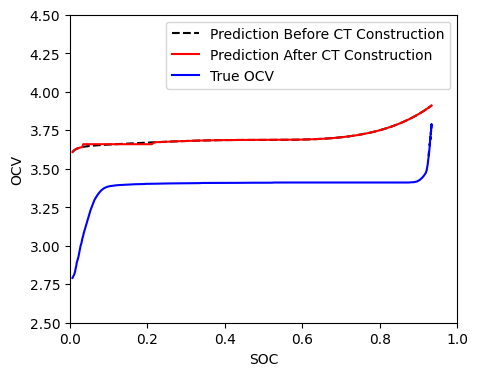 4.50
4.25
4.00
3.75
3.50
3.25
3.00
2.75
2.50
OCV
Prediction Before CT Construction
Prediction After CT Construction
True OCV
0.0 0.2 0.4 0.6 0.8 1.0
SOC